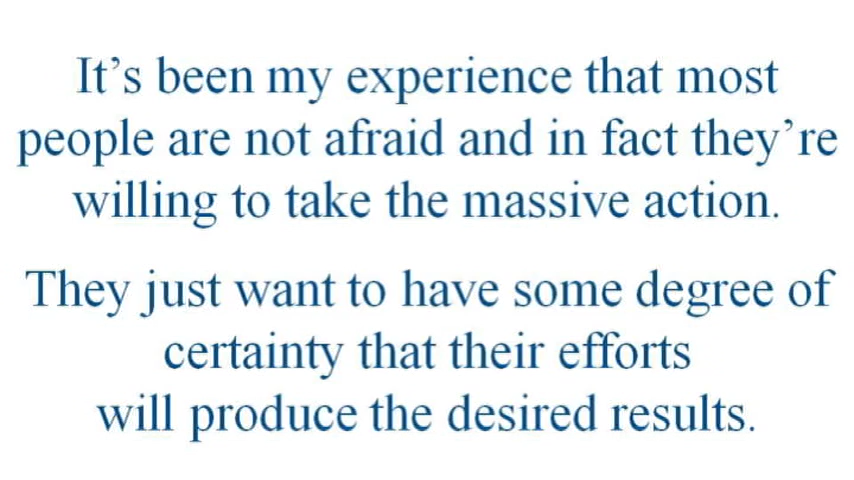 It’s been my experience that most
people are not afraid and in fact they’re
willing to take the massive action.
They just want to have some degree of
certainty that their efforts
will produce the desired results.